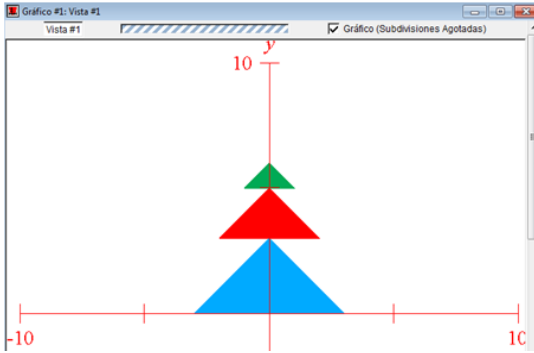 Gráfico #1: Vista #1
Vista #1
Gráfico (Subdivisiones Agotadas)
y
10
-10
10